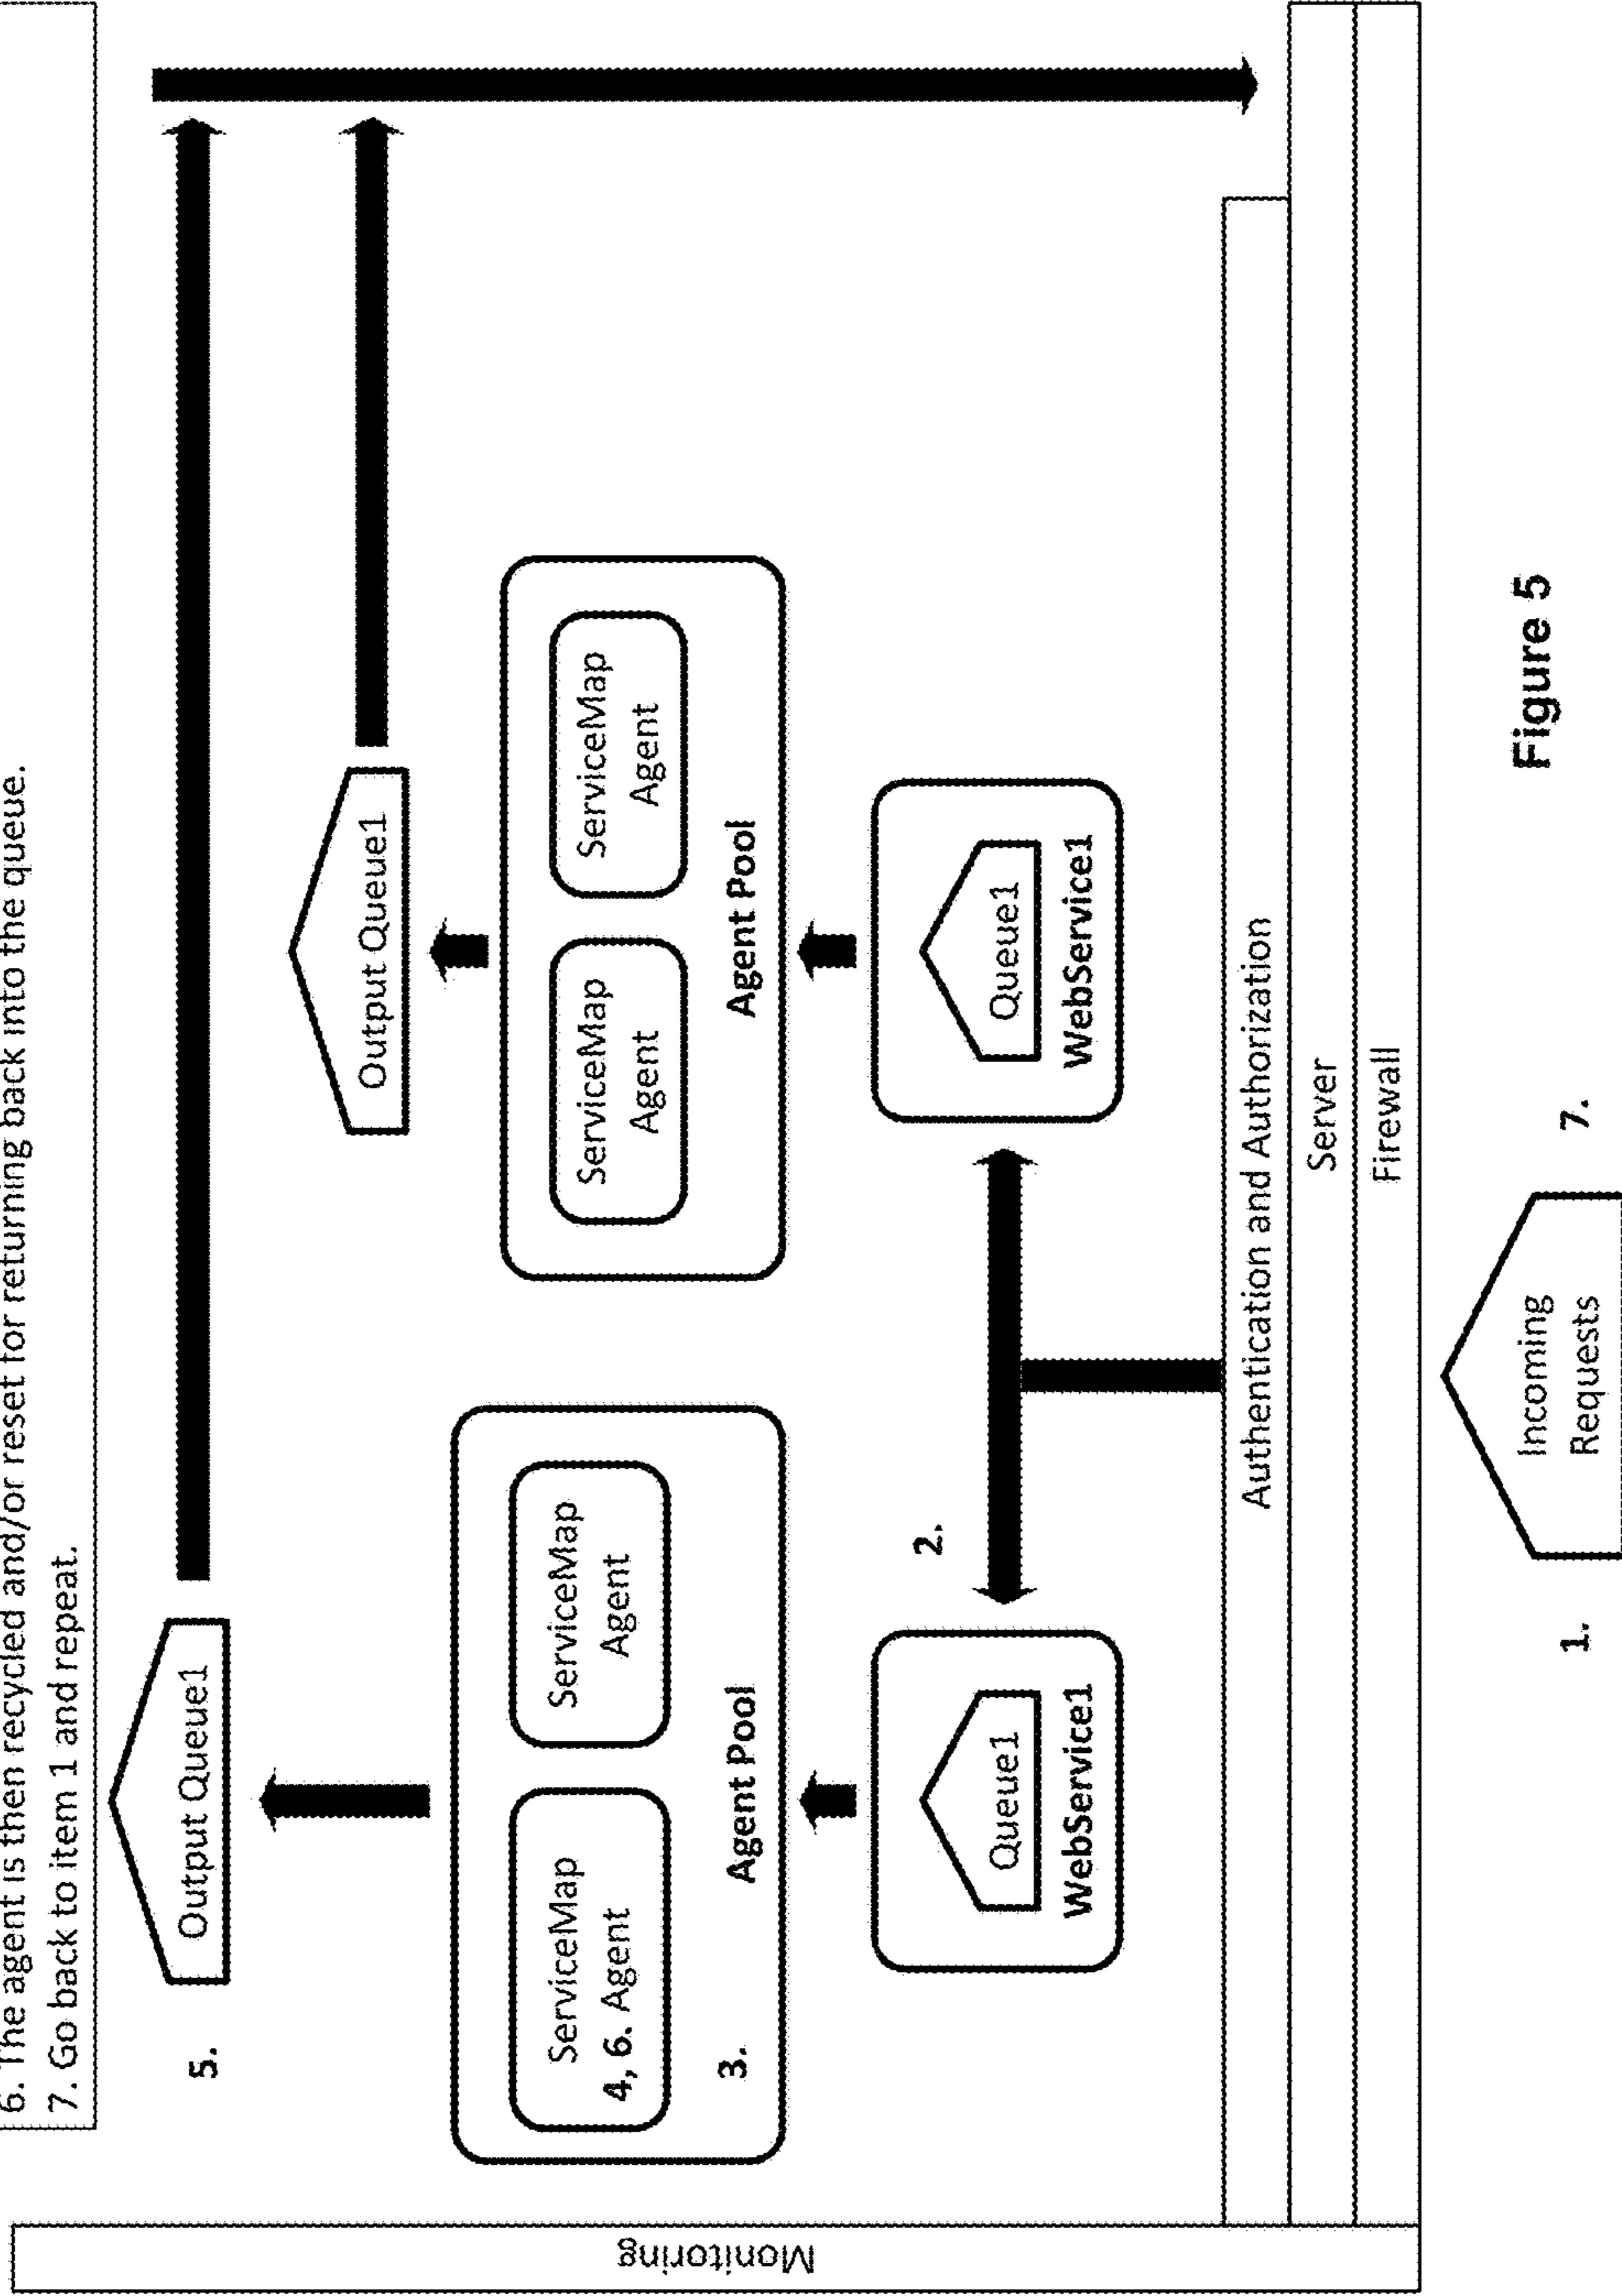 6. The agent is then recycled and/or reset for returning back into the queue.
7. Go back to item 1 and repeat.
Monitoring
5.
Output Queue1
Output Queue1
ServiceMap
4, 6. Agent
ServiceMap
Agent
3.
Agent Pool
ServiceMap
Agent
ServiceMap
Agent
Agent Pool
Queue1
WebService1
2.
Queue1
WebService1
Authentication and Authorization
Server
Firewall
1.
Incoming
Requests
7.
Figure 5